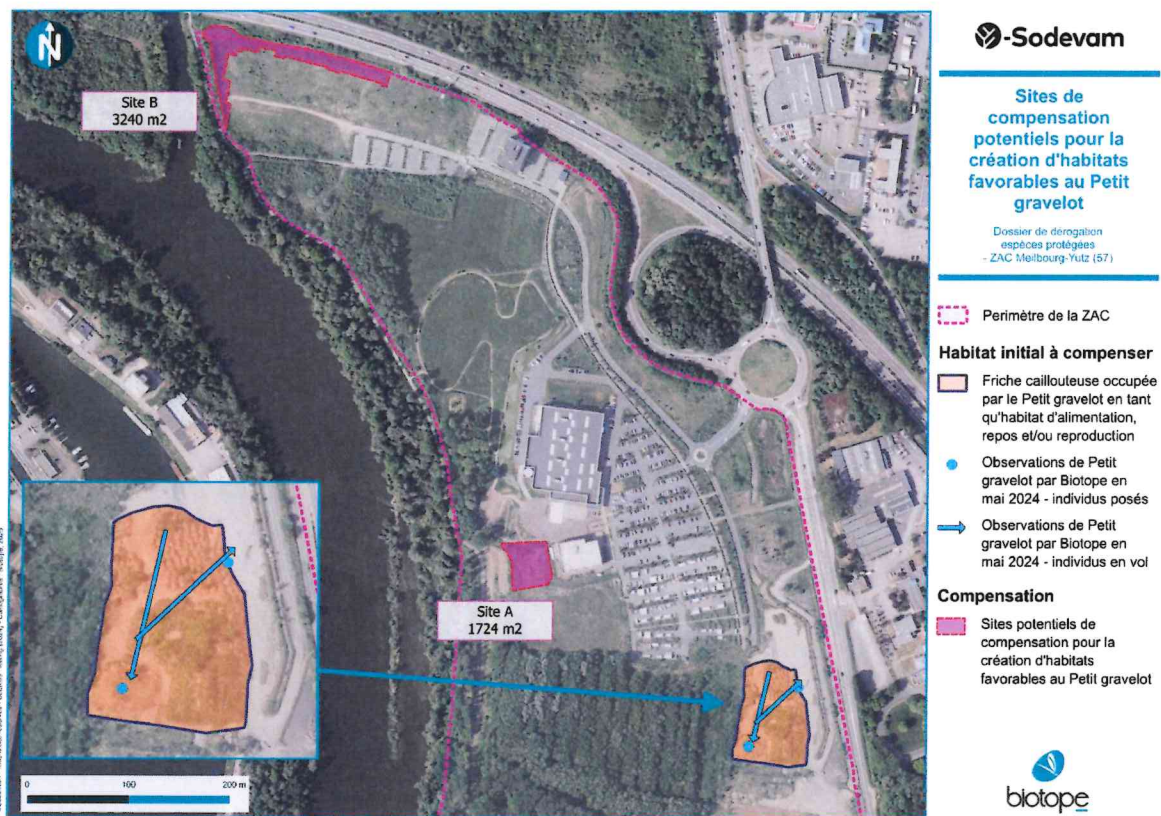 N
Site B
3240 m2
Site A
1724 m2
0 100 200 m
-Sodevam
Sites de
compensation
potentiels pour la
création d'habitats
favorables au Petit
gravelot
Dossier de dérogation
espèces protégées
- ZAC Meilbourg-Yutz (57)
Perimètre de la ZAC
Habitat initial à compenser
Friche caillouteuse occupée
par le Petit gravelot en tant
qu'habitat d'alimentation,
repos et/ou reproduction
Observations de Petit
gravelot par Biotope en
mai 2024 - individus posés
Observations de Petit
gravelot par Biotope en
mai 2024 - individus en vol
Compensation
Sites potentiels de
compensation pour la
création d'habitats
favorables au Petit gravelot
biotope